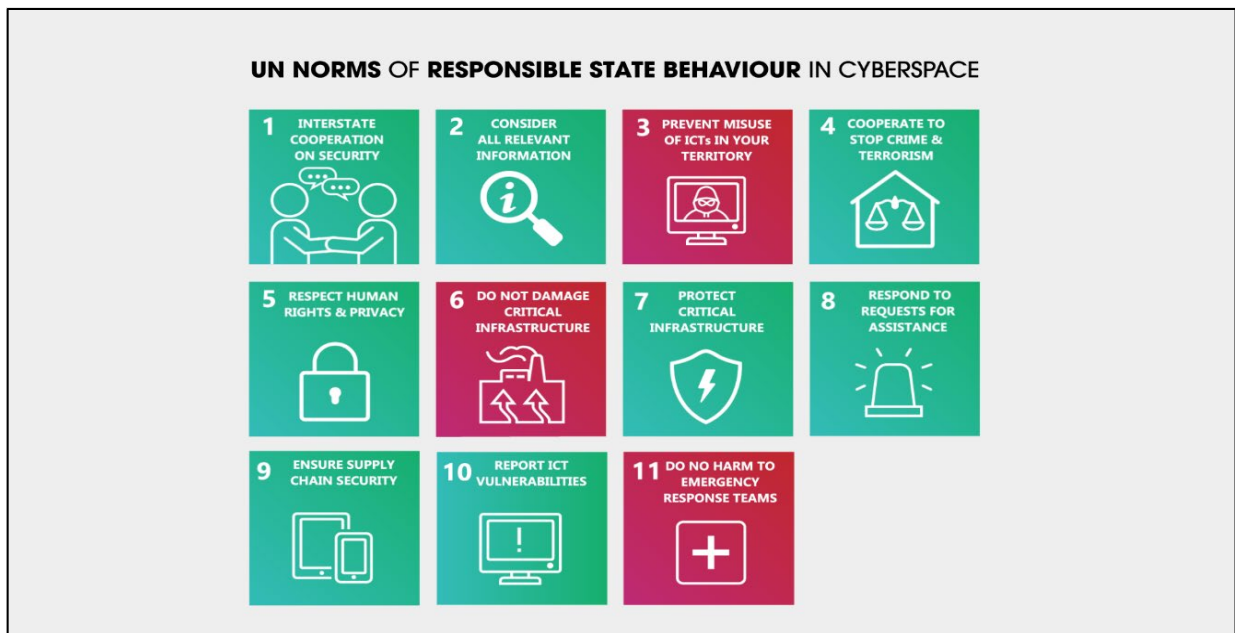 UN NORMS OF RESPONSIBLE STATE BEHAVIOUR IN CYBERSPACE
1 INTERSTATE
COOPERATION
ON SECURITY
2 CONSIDER
ALL RELEVANT
INFORMATION
i
3 PREVENT MISUSE
OF ICTs IN YOUR
TERRITORY
4 COOPERATE TO
STOP CRIME &
TERRORISM
5 RESPECT HUMAN
RIGHTS & PRIVACY
6 DO NOT DAMAGE
CRITICAL
INFRASTRUCTURE
7 PROTECT
CRITICAL
INFRASTRUCTURE
8 RESPOND TO
REQUESTS FOR
ASSISTANCE
9 ENSURE SUPPLY
CHAIN SECURITY
10 REPORT ICT
VULNERABILITIES
!
11 DO NO HARM TO
EMERGENCY
RESPONSE TEAMS